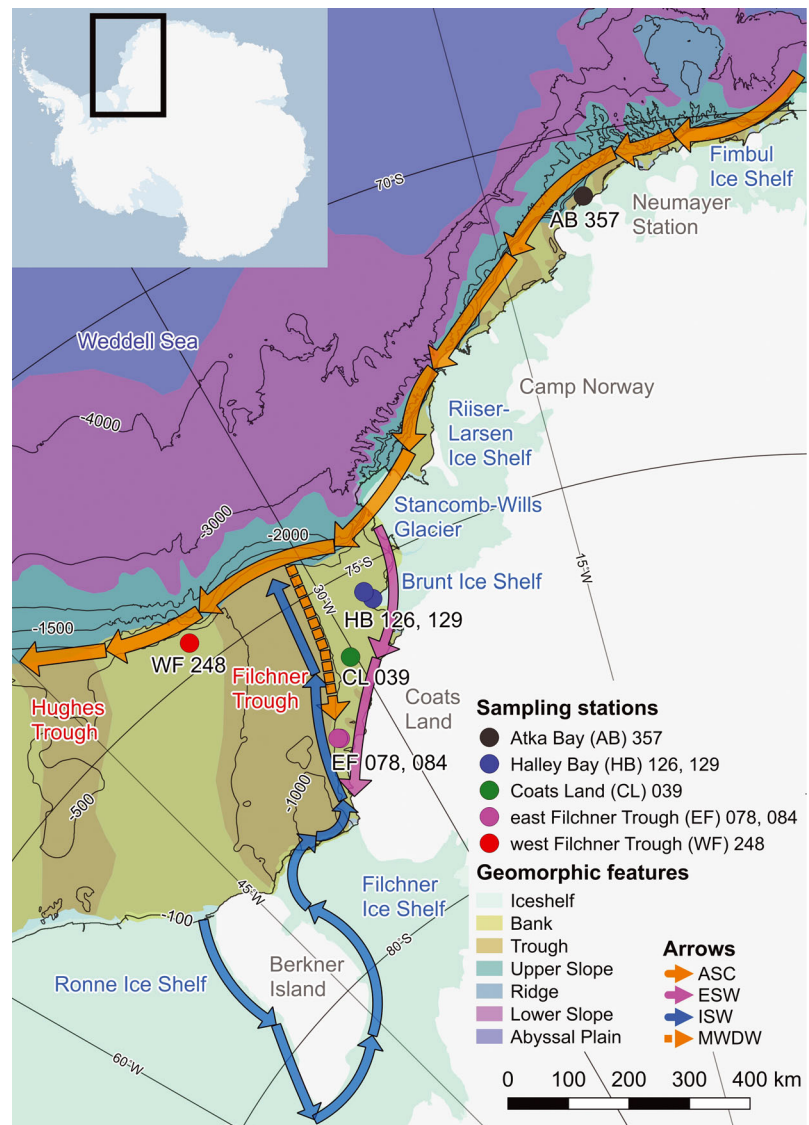 70°S
Fimbul
Ice Shelf
AB 357
Neumayer
Station
Weddell Sea
Camp Norway
-4000
Riiser-
Larsen
Ice Shelf
-3000
Stancomb-Wills
Glacier
-2000
75°S
15°W
Brunt Ice Shelf
30°W
HB 126, 129
-1500
WF 248
CL 039
Filchner
Trough
Hughes
Trough
Coats
Land
EF 078, 084
-1000
-500
Sampling stations
Atka Bay (AB) 357
Halley Bay (HB) 126, 129
Coats Land (CL) 039
east Filchner Trough (EF) 078, 084
west Filchner Trough (WF) 248
45°W
-100
Filchner
Ice Shelf
80°S
Berkner
Island
Ronne Ice Shelf
60°W
Geomorphic features
Iceshelf
Bank
Trough
Upper Slope
Ridge
Lower Slope
Abyssal Plain
Arrows
ASC
ESW
ISW
MWDW
0 100 200 300 400 km